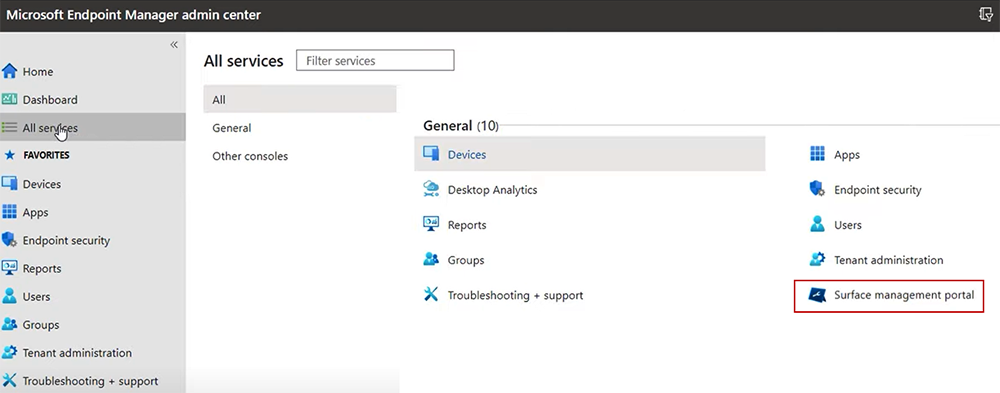 Microsoft Endpoint Manager admin center
«
Home
Dashboard
All services
FAVORITES
Devices
Apps
Endpoint security
Reports
Users
Groups
Tenant administration
Troubleshooting + support
All services
Filter services
All
General
Other consoles
General (10)
Devices
Apps
Desktop Analytics
Endpoint security
Reports
Users
Groups
Tenant administration
Troubleshooting + support
Surface management portal